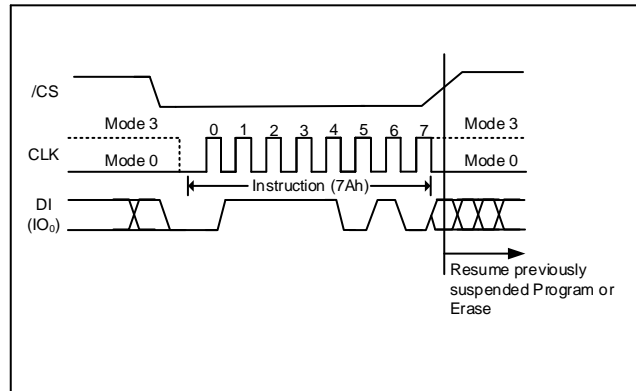 /CS
Mode 3
0 1 2 3 4 5 6 7
Mode 3
CLK
Mode 0
Mode 0
Instruction (7Ah)
DI
(IO₀)
Resume previously
suspended Program or
Erase